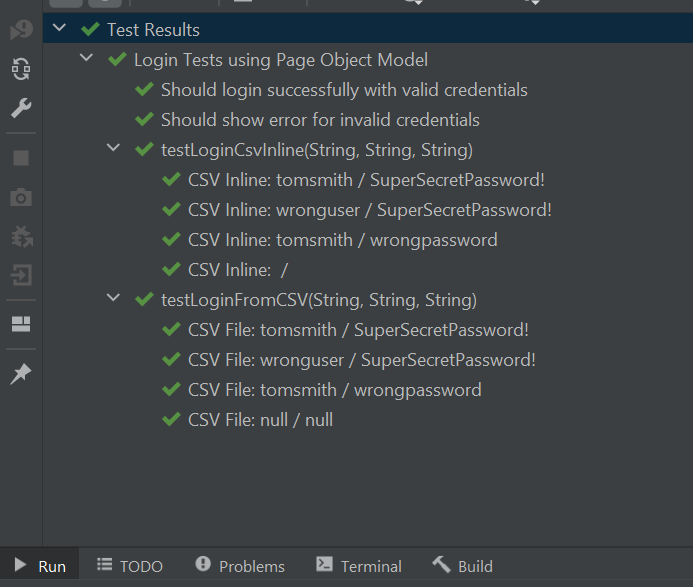 Test Results
Login Tests using Page Object Model
Should login successfully with valid credentials
Should show error for invalid credentials
testLoginCsvInline(String, String, String)
CSV Inline: tomsmith / SuperSecretPassword!
CSV Inline: wronguser / SuperSecretPassword!
CSV Inline: tomsmith / wrongpassword
CSV Inline:  /
testLoginFromCSV(String, String, String)
CSV File: tomsmith / SuperSecretPassword!
CSV File: wronguser / SuperSecretPassword!
CSV File: tomsmith / wrongpassword
CSV File: null / null
Run TODO Problems Terminal Build